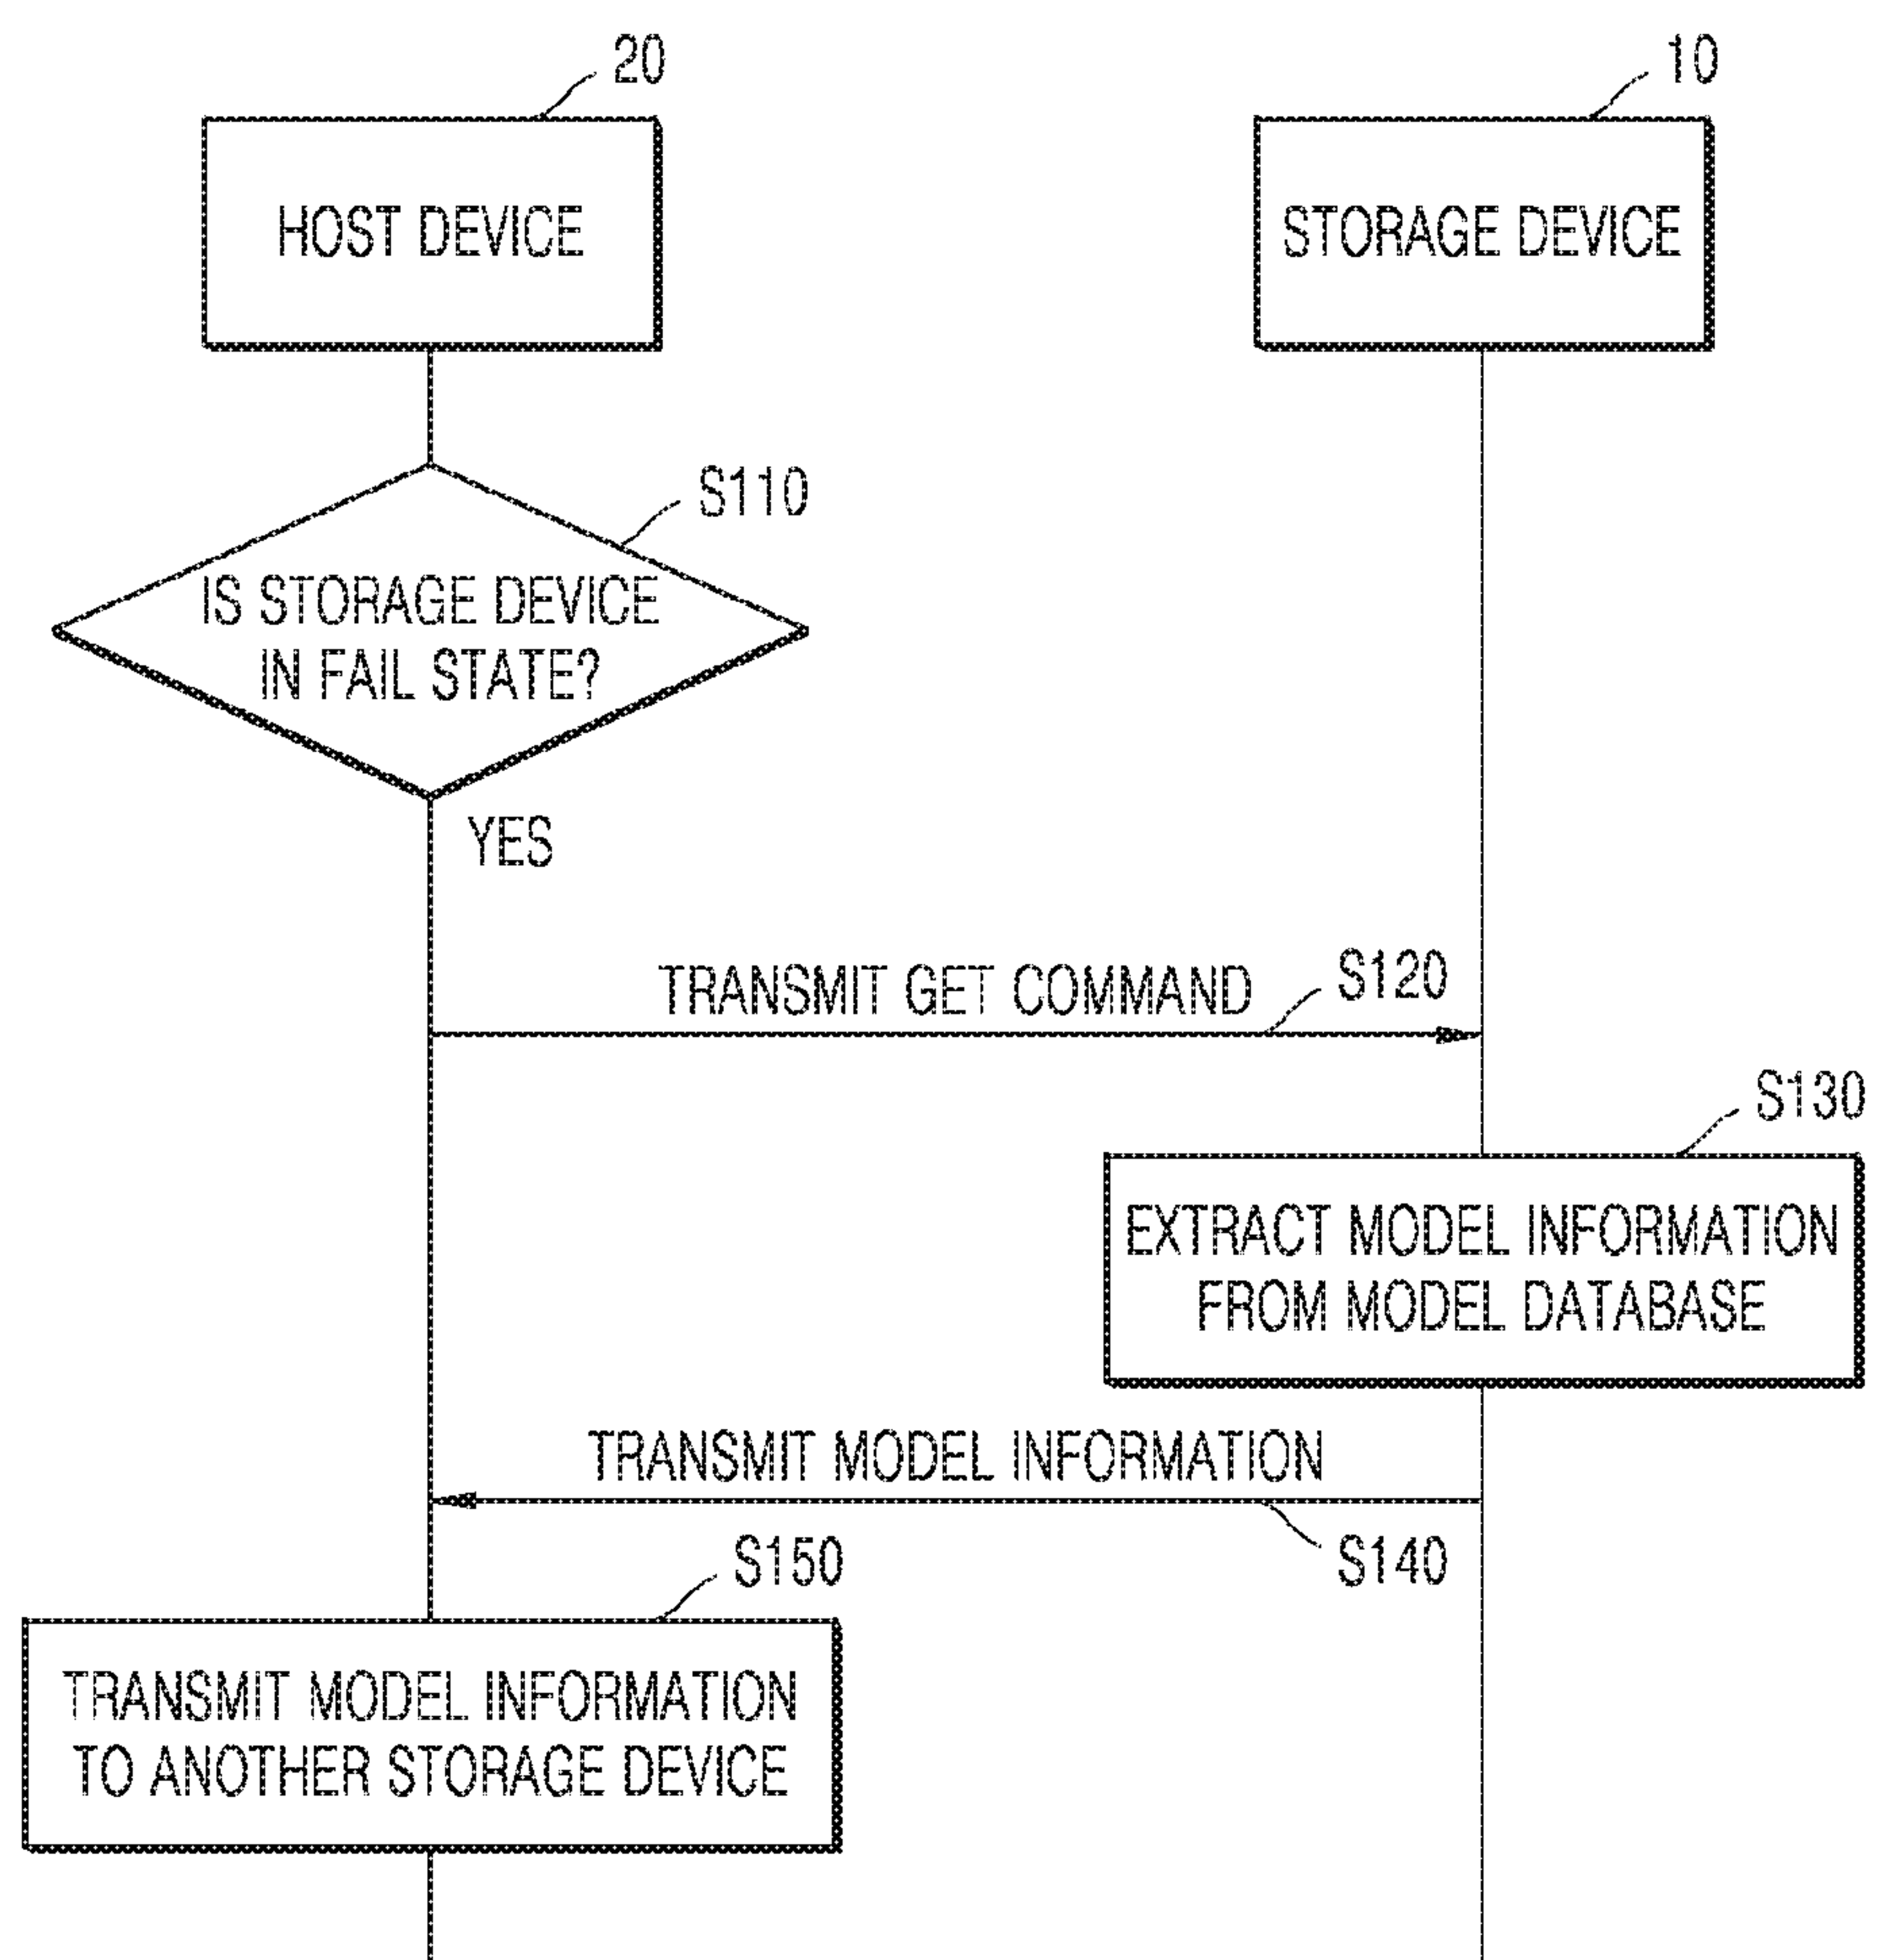 20
10
HOST DEVICE
STORAGE DEVICE
S110
IS STORAGE DEVICE
IN FAIL STATE?
YES
TRANSMIT GET COMMAND
S120
S130
EXTRACT MODEL INFORMATION
FROM MODEL DATABASE
TRANSMIT MODEL INFORMATION
S140
S150
TRANSMIT MODEL INFORMATION
TO ANOTHER STORAGE DEVICE